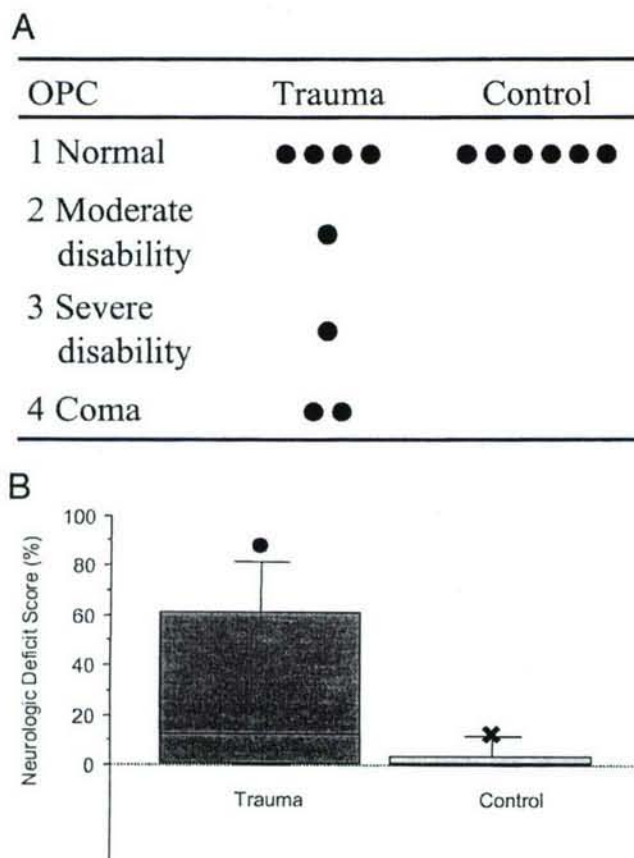 A
OPC Trauma Control
1 Normal
2 Moderate
disability
3 Severe
disability
4 Coma
B
Neurologic Deficit Score (%)
100
80
60
40
20
0
Trauma Control